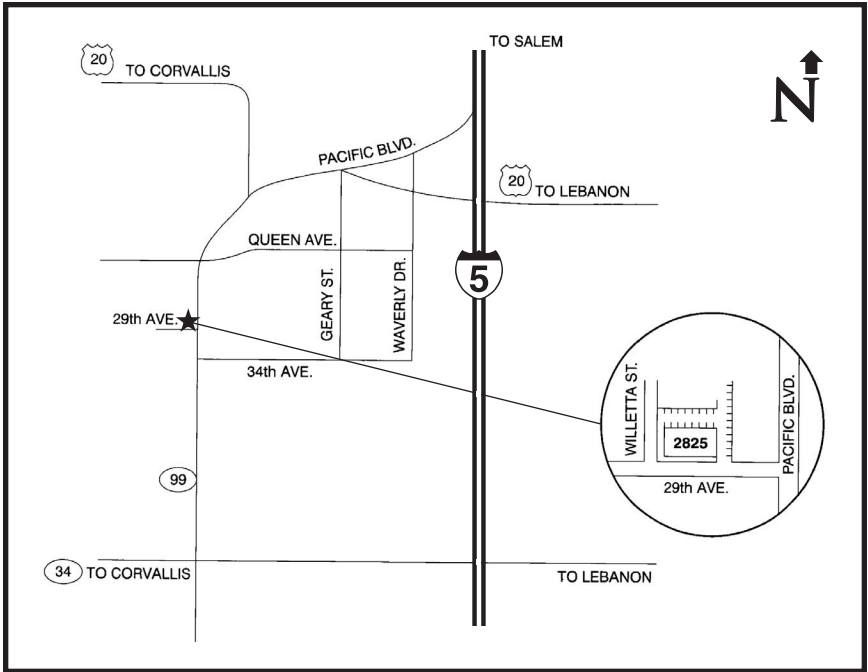 TO SALEM
20
TO CORVALLIS
N
PACIFIC BLVD.
20
TO LEBANON
QUEEN AVE.
5
GEARY ST.
WAVERLY DR.
29th AVE.
34th AVE.
WILLETTA ST.
PACIFIC BLVD.
2825
29th AVE.
99
34
TO CORVALLIS
TO LEBANON